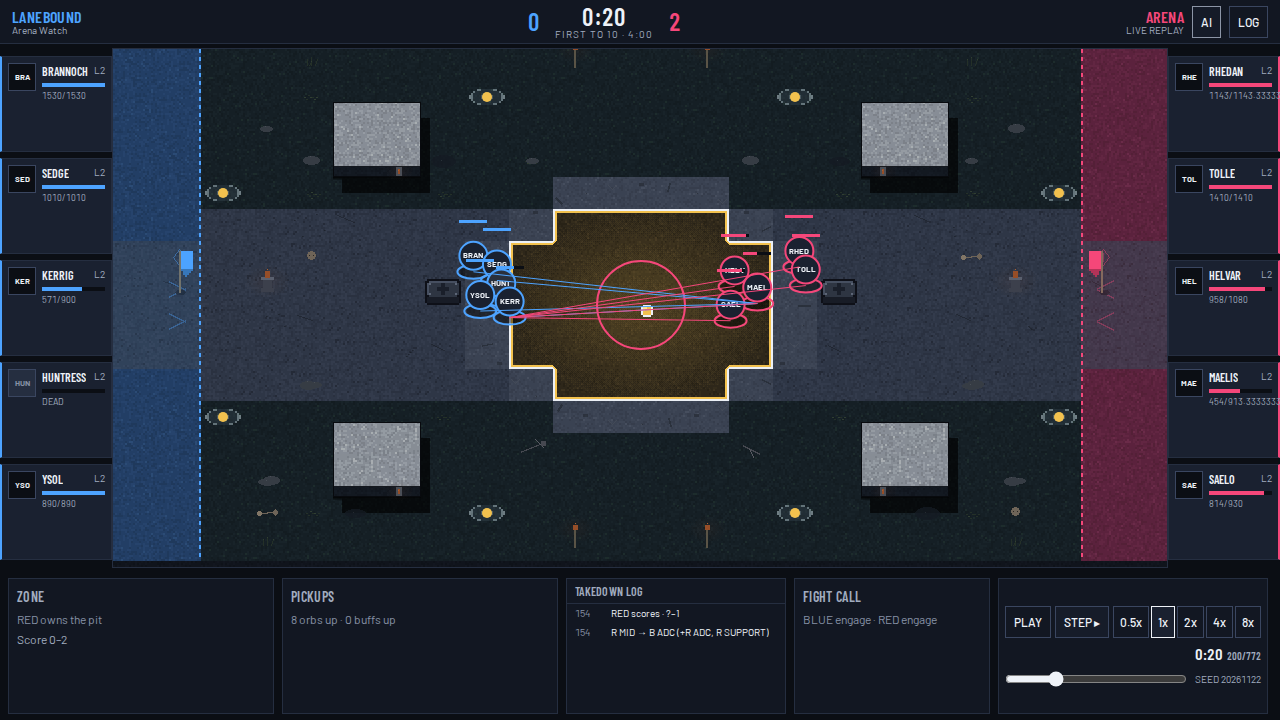 LANEBOUND
Arena Watch
0
0:20
FIRST TO 10 · 4:00
2
ARENA
LIVE REPLAY
AI
LOG
BRA
BRANNOCH L2
1530/1530
SED
SEDGE L2
1010/1010
KER
KERRIG L2
571/900
HUN
HUNTRESS L2
DEAD
YSO
YSOL L2
890/890
BRAN
SEDG
HUNT
YSOL
KERR
RHED
TOLL
MAEL
SAEL
RHE
RHEDAN L2
1143/1143.33333
TOL
TOLLE L2
1410/1410
HEL
HELVAR L2
958/1080
MAE
MAELIS L2
454/913.333333
SAE
SAELO L2
814/930
ZONE
RED owns the pit
Score 0–2
PICKUPS
8 orbs up · 0 buffs up
TAKEDOWN LOG
154 RED scores · ?–1
154 R MID → B ADC (+R ADC, R SUPPORT)
FIGHT CALL
BLUE engage · RED engage
PLAY
STEP ▸
0.5x
1x
2x
4x
8x
0:20 200/772
SEED 20261122